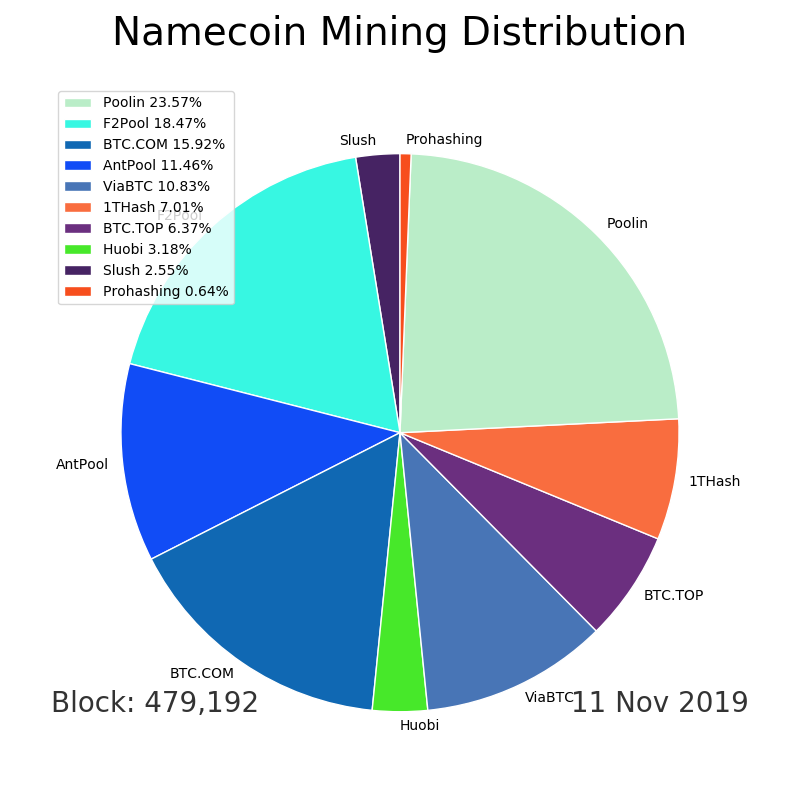 Namecoin Mining Distribution
Poolin 23.57%
F2Pool 18.47%
BTC.COM 15.92%
AntPool 11.46%
ViaBTC 10.83%
1THash 7.01%
BTC.TOP 6.37%
Huobi 3.18%
Slush 2.55%
Prohashing 0.64%
Slush
Prohashing
F2Pool
Poolin
AntPool
1THash
BTC.TOP
BTC.COM
ViaBTC
Huobi
Block: 479,192
11 Nov 2019